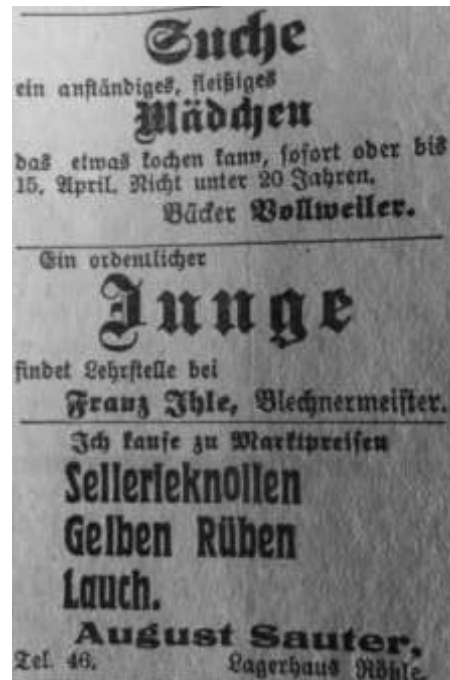 Suche
ein anständiges, fleißiges
Mädchen
das etwas kochen kann, sofort oder bis
15. April. Nicht unter 20 Jahren.
Bäcker Vollweiler.
Ein ordentlicher
Junge
findet Lehrstelle bei
Franz Ihle, Blechnermeister.
Ich kaufe zu Marktpreisen
Sellerieknollen
Gelben Rüben
Lauch.
August Sauter,
Tel. 46. Lagerhaus Rößle.